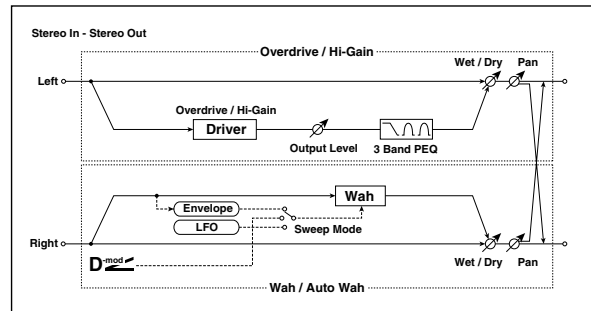 Stereo In - Stereo Out
Overdrive / Hi-Gain
Wet / Dry Pan
Left
Overdrive / Hi-Gain
Driver
Output Level
3 Band PEQ
Envelope
LFO
Wah
Sweep Mode
Right
D-mod
Wet / Dry Pan
Wah / Auto Wah